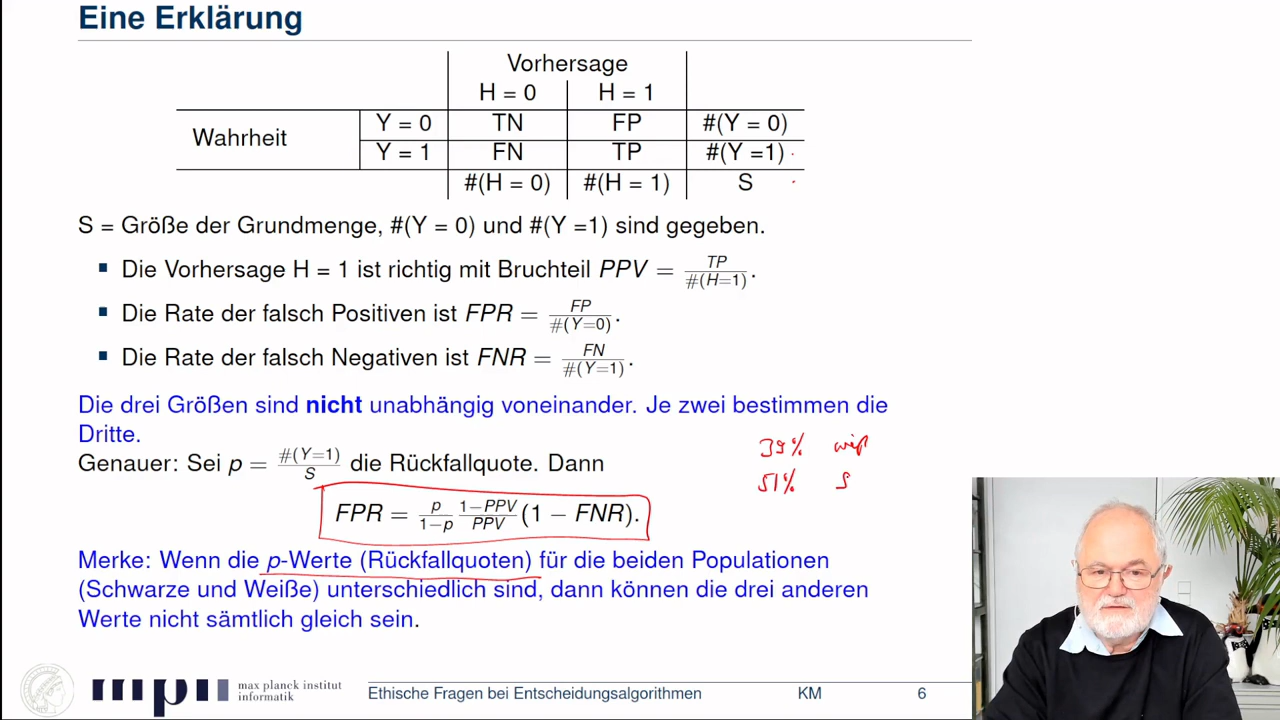 Eine Erklärung
Vorhersage
H = 0 H = 1
Wahrheit Y = 0 TN FP #(Y = 0)
Y = 1 FN TP #(Y =1)
#(H = 0) #(H = 1) S
S = Größe der Grundmenge, #(Y = 0) und #(Y =1) sind gegeben.
Die Vorhersage H = 1 ist richtig mit Bruchteil PPV = TP / #(H=1).
Die Rate der falsch Positiven ist FPR = FP / #(Y=0).
Die Rate der falsch Negativen ist FNR = FN / #(Y=1).
Die drei Größen sind nicht unabhängig voneinander. Je zwei bestimmen die
Dritte.
39%
Genauer: Sei p = #(Y=1) / S die Rückfallquote. Dann
51% S
FPR = p / 1−p 1−PPV / PPV (1 − FNR).
Merke: Wenn die p-Werte (Rückfallquoten) für die beiden Populationen
(Schwarze und Weiße) unterschiedlich sind, dann können die drei anderen
Werte nicht sämtlich gleich sein.
max planck institut
informatik
Ethische Fragen bei Entscheidungsalgorithmen KM 6